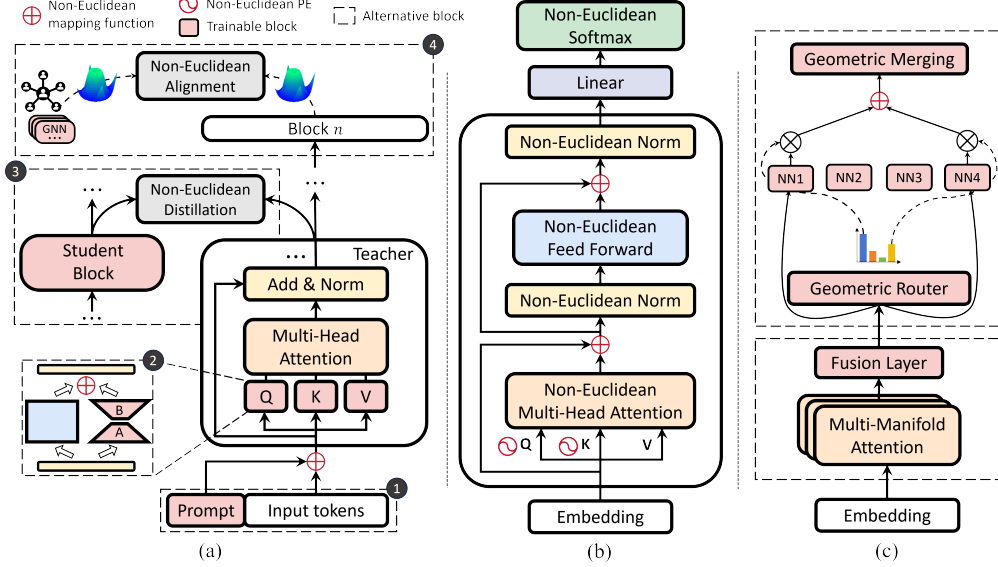 Non-Euclidean
mapping function
Non-Euclidean PE
Trainable block
Alternative block
4
Non-Euclidean
Alignment
GNN
...
Block n
3
...
Non-Euclidean
Distillation
...
Student
Block
...
...
Teacher
Add & Norm
Multi-Head
Attention
2
Q
K
V
B
A
1
Prompt
Input tokens
(a)
Non-Euclidean
Softmax
Linear
Non-Euclidean Norm
Non-Euclidean
Feed Forward
Non-Euclidean Norm
Non-Euclidean
Multi-Head Attention
Q
K
V
Embedding
(b)
Geometric Merging
NN1
NN2
NN3
NN4
Geometric Router
Fusion Layer
Multi-Manifold
Attention
Embedding
(c)